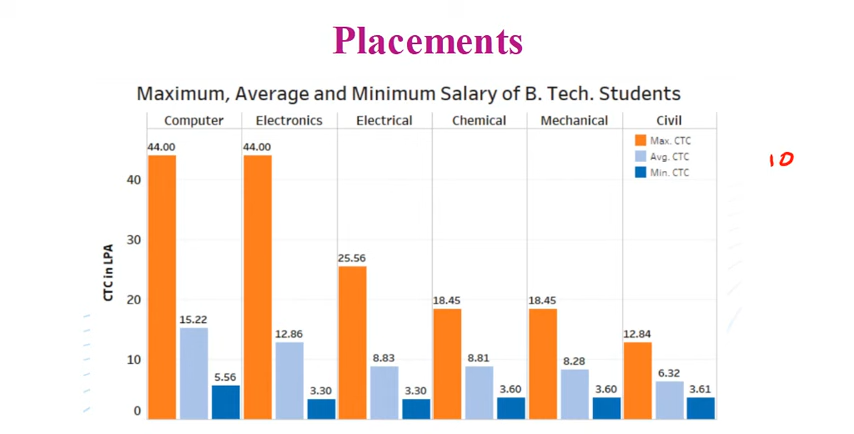 Placements
Maximum, Average and Minimum Salary of B. Tech. Students
Computer Electronics Electrical Chemical Mechanical Civil
44.00 44.00
Max. CTC
Avg. CTC
Min. CTC
10
40
30
25.56
20
18.45 18.45
15.22
12.86 12.84
10
8.83 8.81 8.28
6.32
5.56
3.30 3.30 3.60 3.60 3.61
0
CTC in LPA